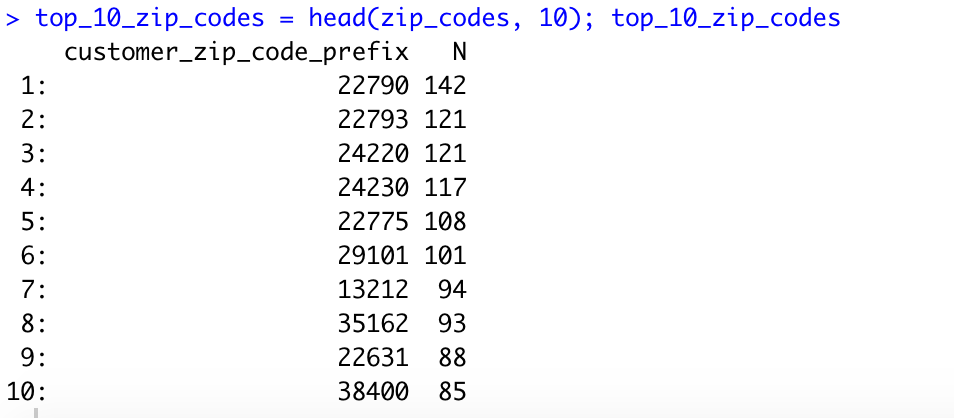 > top_10_zip_codes = head(zip_codes, 10); top_10_zip_codes
customer_zip_code_prefix N
1: 22790 142
2: 22793 121
3: 24220 121
4: 24230 117
5: 22775 108
6: 29101 101
7: 13212 94
8: 35162 93
9: 22631 88
10: 38400 85